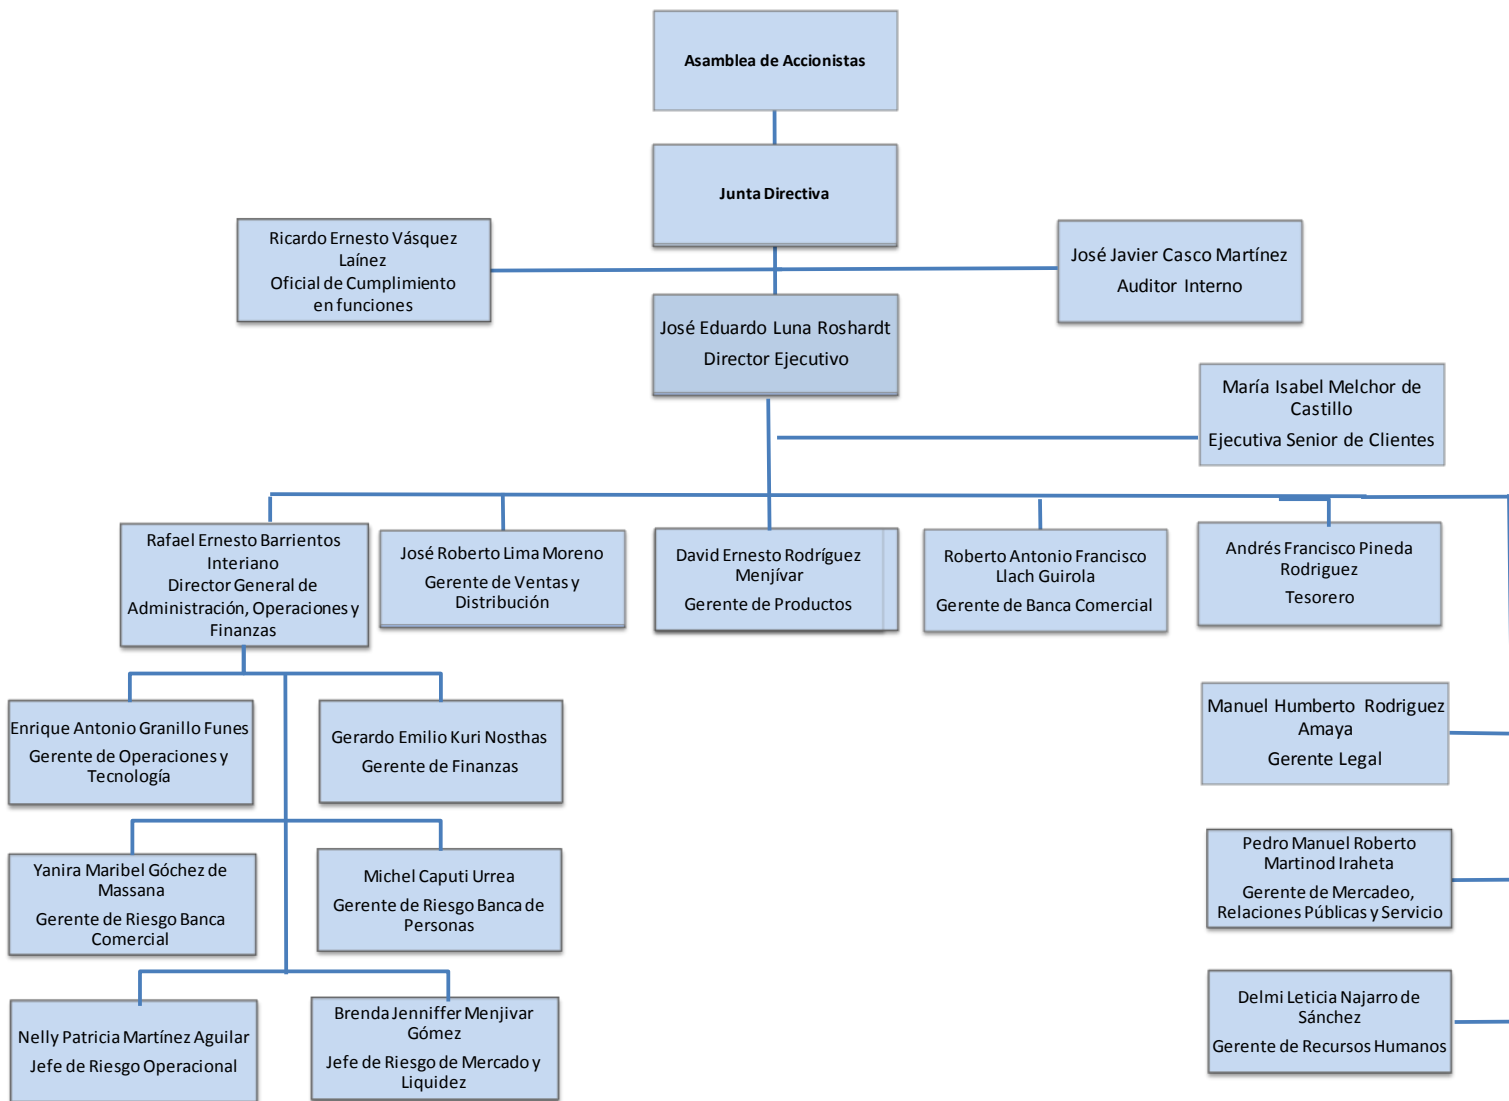 Asamblea de Accionistas
Junta Directiva
Ricardo Ernesto Vásquez
Laínez
Oficial de Cumplimiento
en funciones
José Javier Casco Martínez
Auditor Interno
José Eduardo Luna Roshardt
Director Ejecutivo
María Isabel Melchor de
Castillo
Ejecutiva Senior de Clientes
Rafael Ernesto Barrientos
Interiano
Director General de
Administración, Operaciones y
Finanzas
José Roberto Lima Moreno
Gerente de Ventas y
Distribución
David Ernesto Rodríguez
Menjívar
Gerente de Productos
Roberto Antonio Francisco
Llach Guirola
Gerente de Banca Comercial
Andrés Francisco Pineda
Rodriguez
Tesorero
Enrique Antonio Granillo Funes
Gerente de Operaciones y
Tecnología
Gerardo Emilio Kuri Nosthas
Gerente de Finanzas
Manuel Humberto Rodriguez
Amaya
Gerente Legal
Yanira Maribel Góchez de
Massana
Gerente de Riesgo Banca
Comercial
Michel Caputi Urrea
Gerente de Riesgo Banca de
Personas
Pedro Manuel Roberto
Martinod Iraheta
Gerente de Mercadeo,
Relaciones Públicas y Servicio
Nelly Patricia Martínez Aguilar
Jefe de Riesgo Operacional
Brenda Jenniffer Menjivar
Gómez
Jefe de Riesgo de Mercado y
Liquidez
Delmi Leticia Najarro de
Sánchez
Gerente de Recursos Humanos